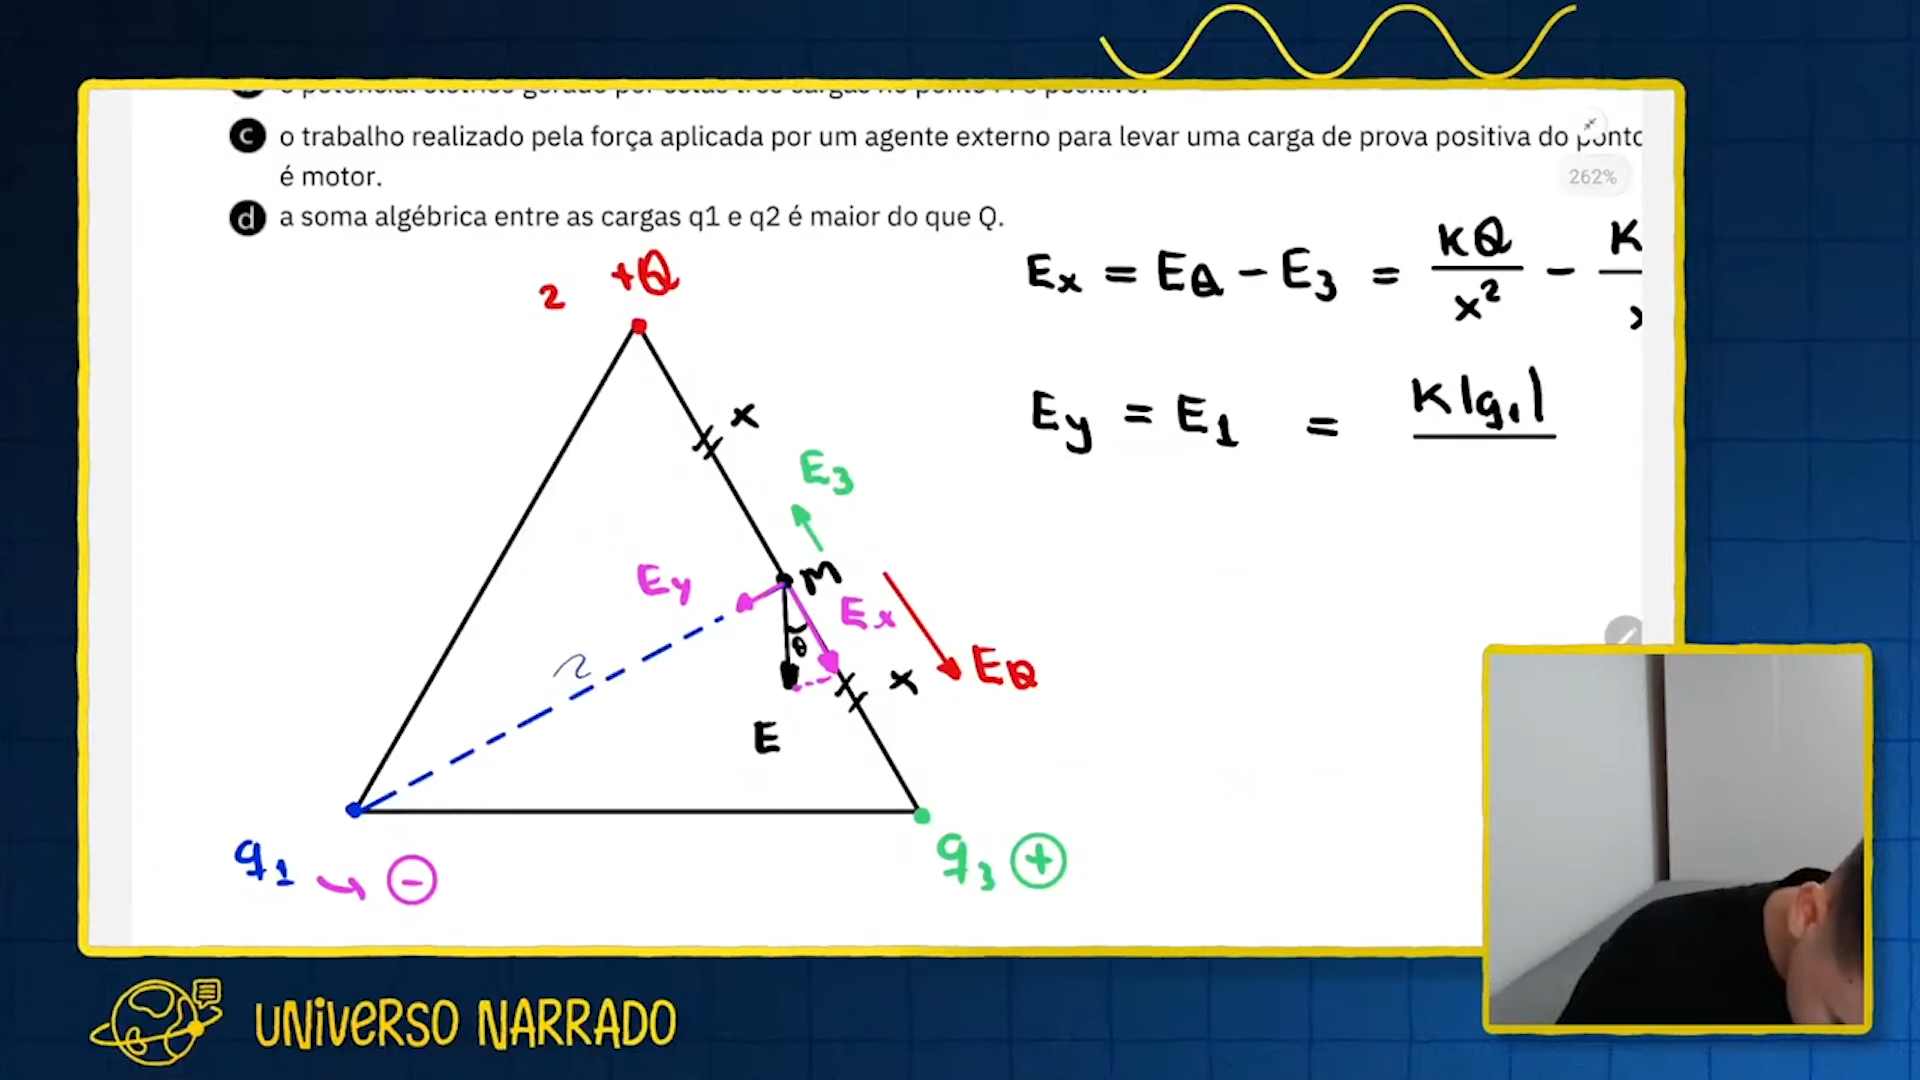 c o trabalho realizado pela força aplicada por um agente externo para levar uma carga de prova positiva do ponto
é motor.
262%
d a soma algébrica entre as cargas q1 e q2 é maior do que Q.
2 +Q
Ex = EQ - E3 = KQ / x² - K
x
Ey = E1 = K|q1|
E3
M
Ey
Ex
θ
EQ
x
E
q1 → -
q3 +
UNIVERSO NARRADO